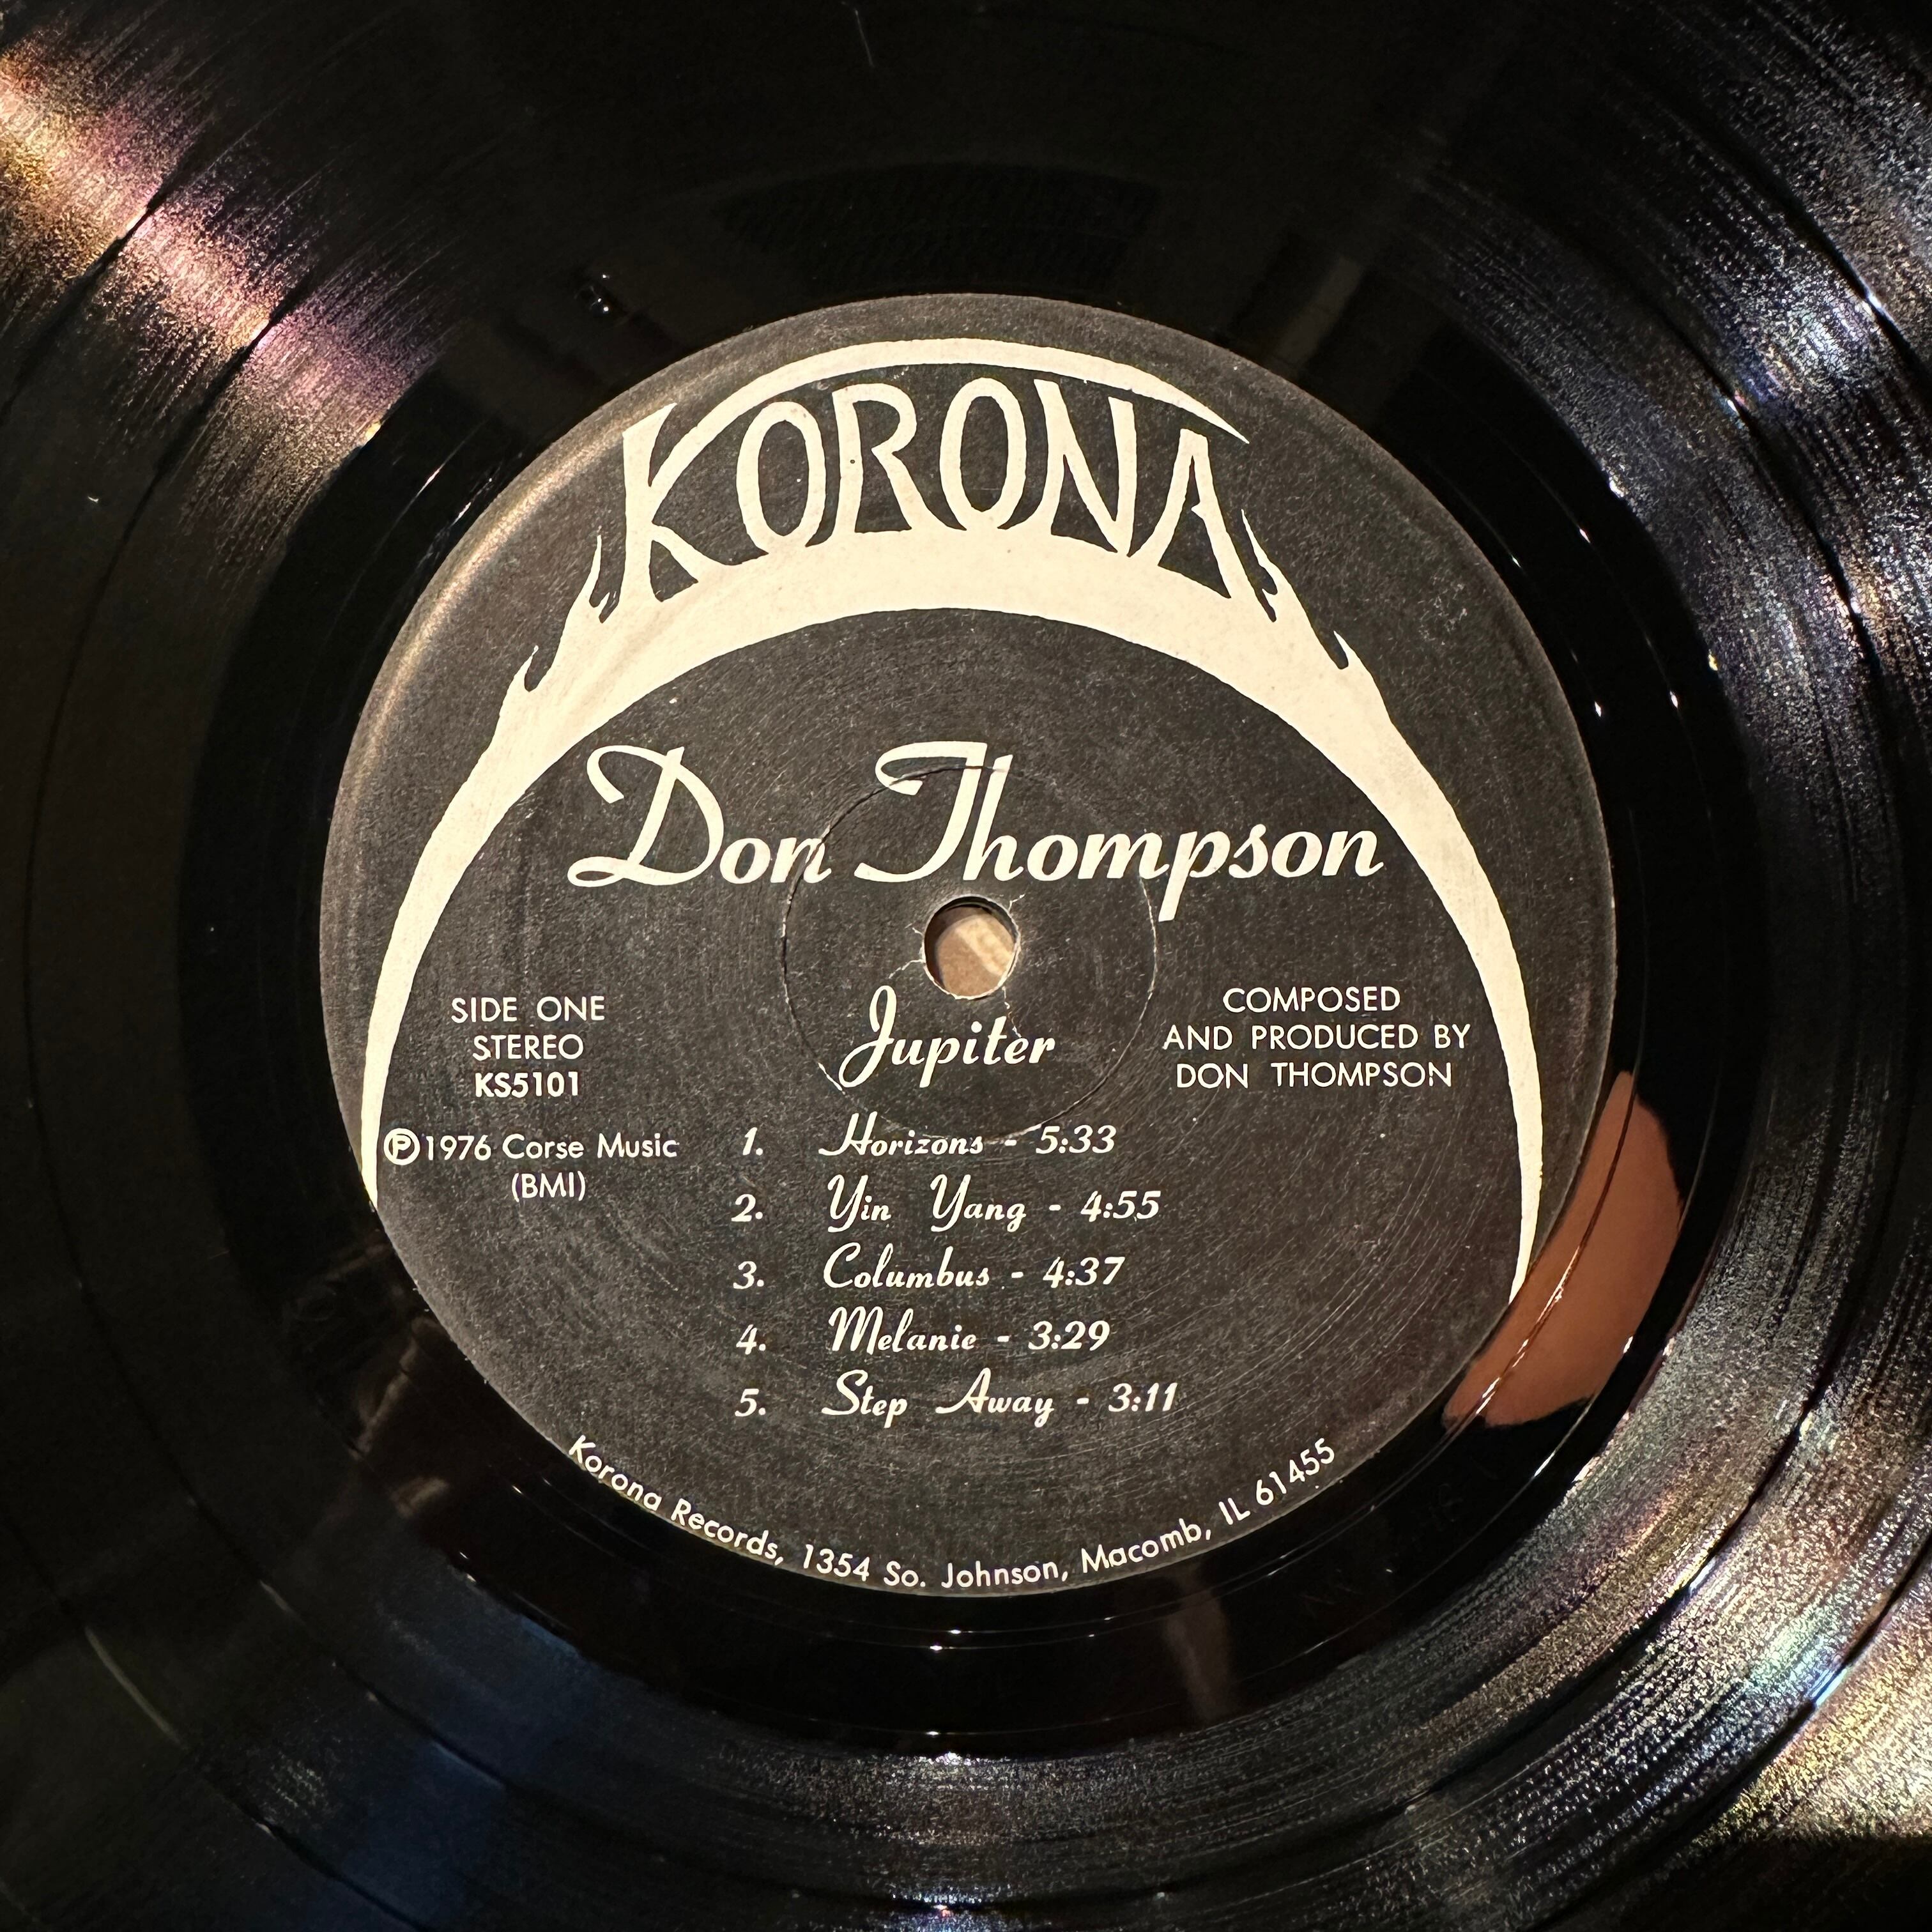 KORONA
Don Thompson
SIDE ONE
STEREO
KS5101
Ⓟ1976 Corse Music
(BMI)
Jupiter
COMPOSED
AND PRODUCED BY
DON THOMPSON
1. Horizons - 5:33
2. Yin Yang - 4:55
3. Columbus - 4:37
4. Melanie - 3:29
5. Step Away - 3:11
Korona Records, 1354 So. Johnson, Macomb, IL 61455